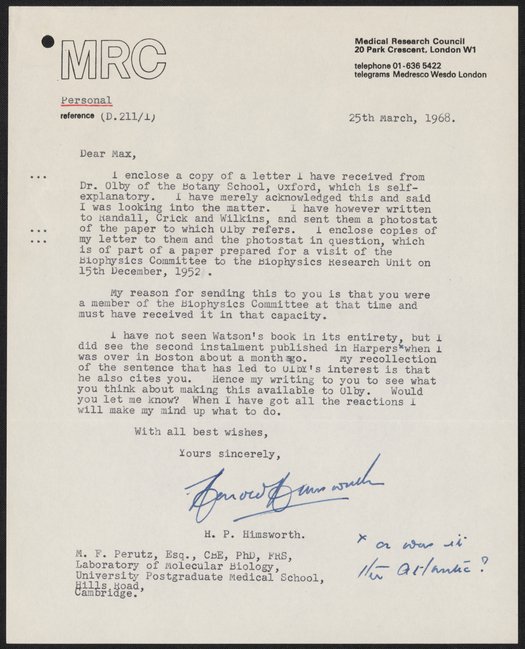 MRC
Medical Research Council
20 Park Crescent, London W1
telephone 01-636 5422
telegrams Medresco Wesdo London
Personal
reference (D.211/1)
25th March, 1968.
Dear Max,
... I enclose a copy of a letter I have received from
Dr. Olby of the Botany School, Oxford, which is self-
explanatory. I have merely acknowledged this and said
I was looking into the matter. I have however written
to Randall, Crick and Wilkins, and sent them a photostat
... of the paper to which Olby refers. I enclose copies of
... my letter to them and the photostat in question, which
is of part of a paper prepared for a visit of the
Biophysics Committee to the Biophysics Research Unit on
15th December, 1952.
My reason for sending this to you is that you were
a member of the Biophysics Committee at that time and
must have received it in that capacity.
I have not seen Watson's book in its entirety, but I
did see the second instalment published in Harpers* when I
was over in Boston about a month ago. My recollection
of the sentence that has led to Olby's interest is that
he also cites you. Hence my writing to you to see what
you think about making this available to Olby. Would
you let me know? When I have got all the reactions I
will make my mind up what to do.
With all best wishes,
Yours sincerely,
Harold Himsworth
H. P. Himsworth.
M. F. Perutz, Esq., CBE, PhD, FRS,
Laboratory of Molecular Biology,
University Postgraduate Medical School,
Hills Road,
Cambridge.
* or was it
the Atlantic?